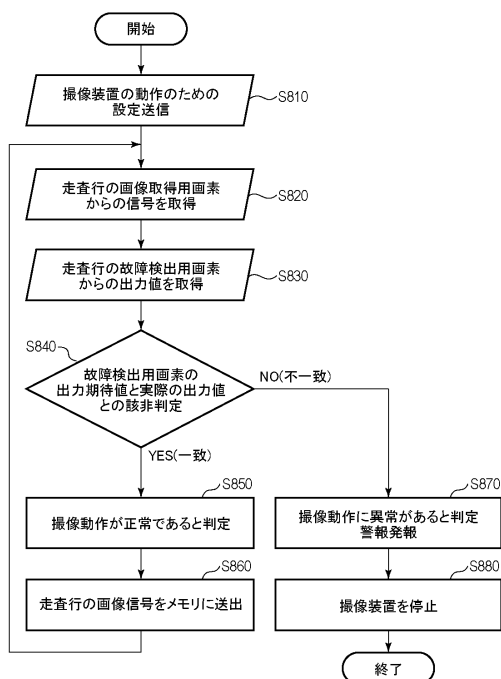 開始
撮像装置の動作のための
設定送信
S810
走査行の画像取得用画素
からの信号を取得
S820
走査行の故障検出用画素
からの出力値を取得
S830
S840
故障検出用画素の
出力期待値と実際の出力値
との該非判定
NO(不一致)
YES(一致)
S850
撮像動作が正常であると判定
S860
走査行の画像信号をメモリに送出
S870
撮像動作に異常があると判定
警報発報
S880
撮像装置を停止
終了